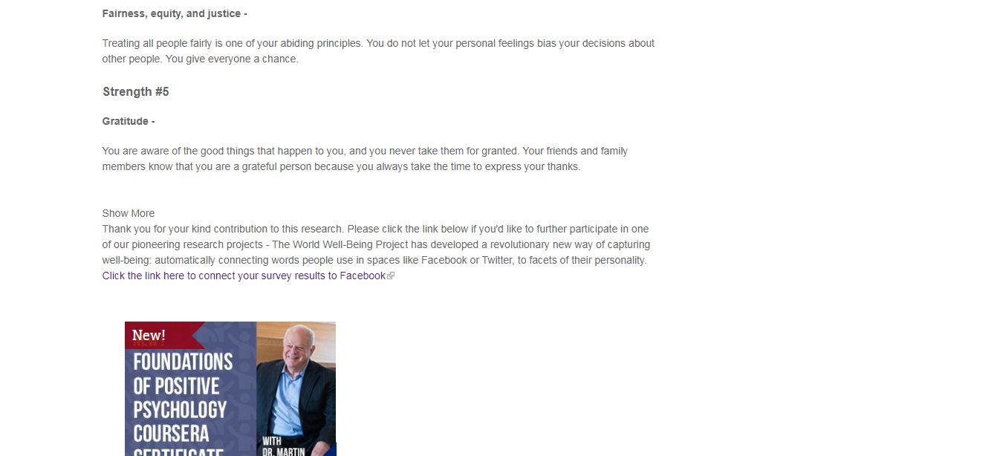 Fairness, equity, and justice -
Treating all people fairly is one of your abiding principles. You do not let your personal feelings bias your decisions about
other people. You give everyone a chance.
Strength #5
Gratitude -
You are aware of the good things that happen to you, and you never take them for granted. Your friends and family
members know that you are a grateful person because you always take the time to express your thanks.
Show More
Thank you for your kind contribution to this research. Please click the link below if you'd like to further participate in one
of our pioneering research projects - The World Well-Being Project has developed a revolutionary new way of capturing
well-being: automatically connecting words people use in spaces like Facebook or Twitter, to facets of their personality.
Click the link here to connect your survey results to Facebook
New!
FOUNDATIONS
OF POSITIVE
PSYCHOLOGY
COURSERA
CERTIFICATE
WITH
DR. MARTIN